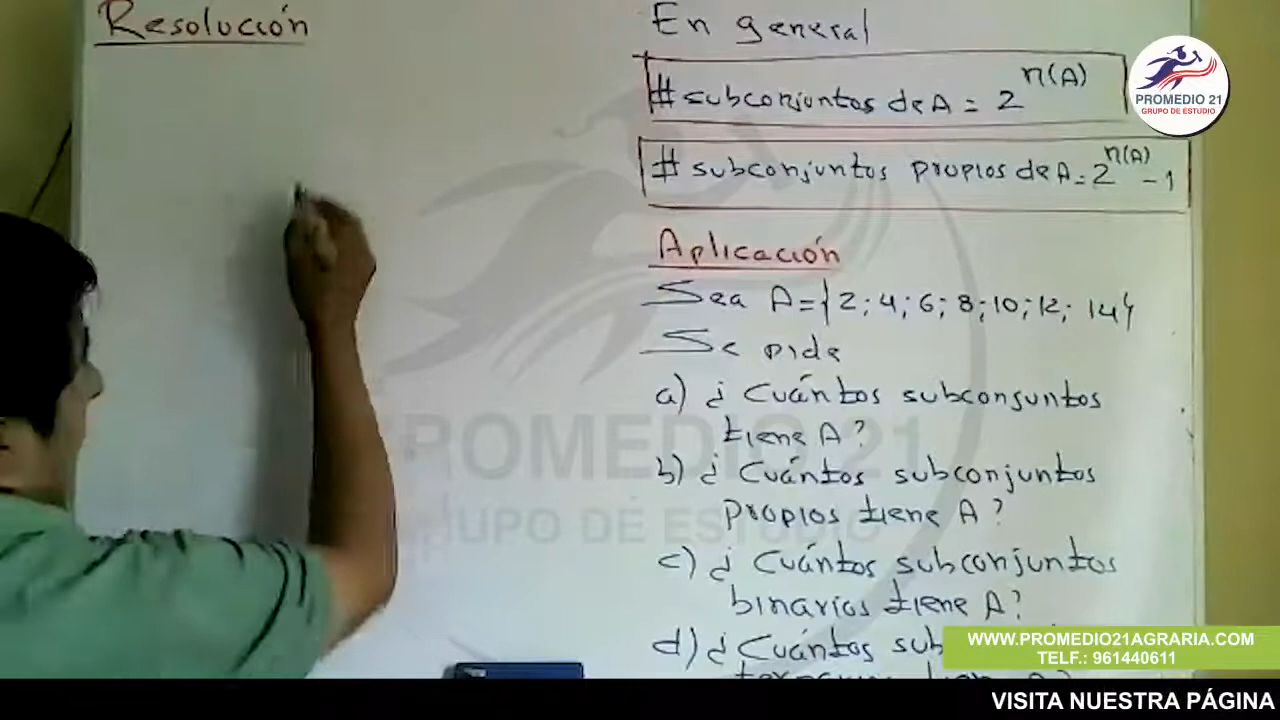 Resolución
En general
# subconjuntos de A = 2^n(A)
# subconjuntos propios de A = 2^n(A) - 1
Aplicación
Sea A = {2; 4; 6; 8; 10; 12; 14}
Se pide
a) ¿Cuántos subconjuntos
tiene A?
b) ¿Cuántos subconjuntos
propios tiene A?
c) ¿Cuántos subconjuntos
binarios tiene A?
d) ¿Cuántos sub
PROMEDIO 21
GRUPO DE ESTUDIO
PROMEDIO 21
GRUPO DE ESTUDIO
WWW.PROMEDIO21AGRARIA.COM
TELF.: 961440611
VISITA NUESTRA PÁGINA